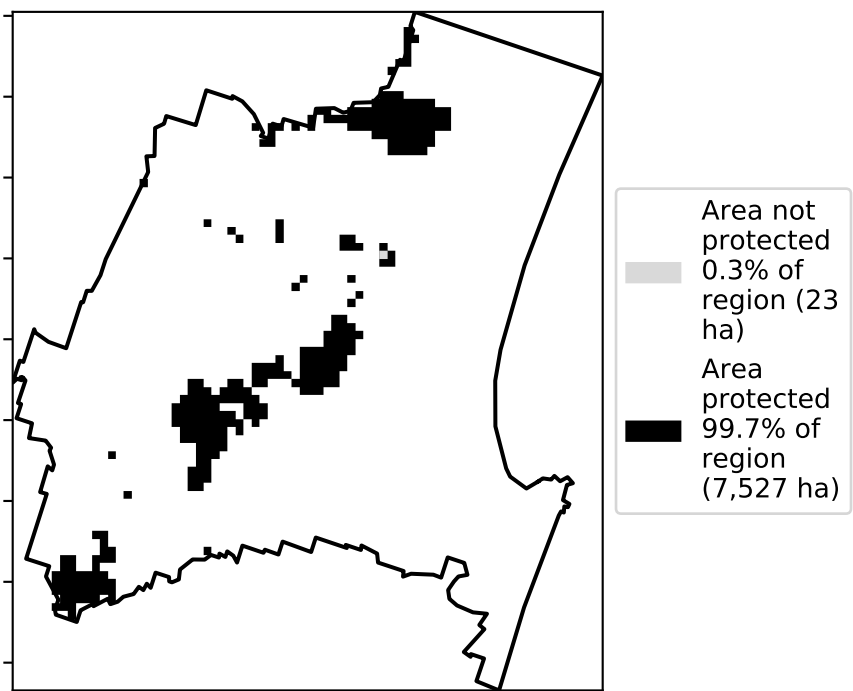 Area not
protected
0.3% of
region (23
ha)
Area
protected
99.7% of
region
(7,527 ha)